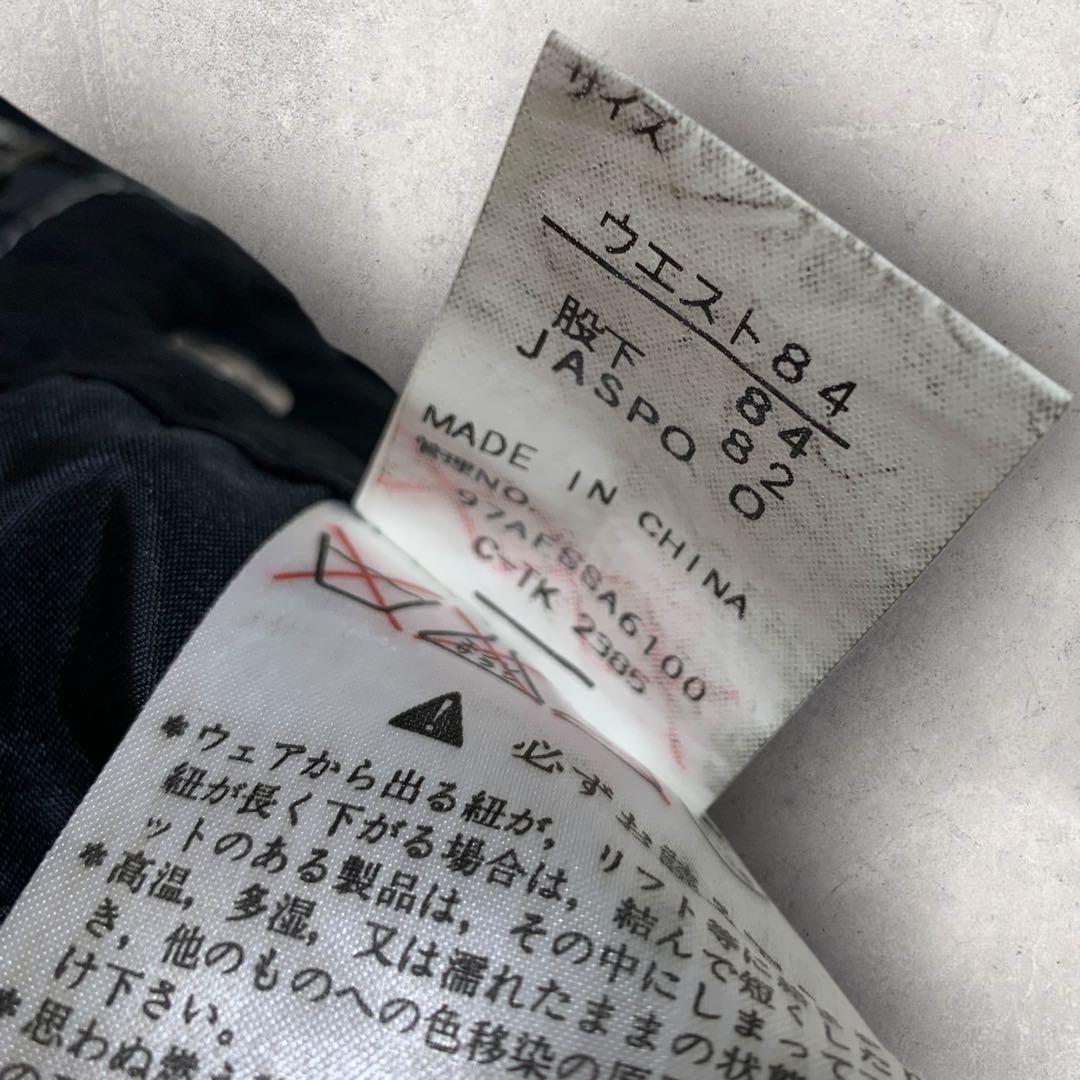 サイズ
ウエスト84
84
股下 82
JASPO 0
MADE IN CHINA
管理NO.
97AFSSA6100
C-TK 2385
必ずお読
*ウェアから出る紐が、リフト等に
紐が長く下がる場合は、結んで短く
ットのある製品は、その中にしまって
*高温、多湿、又は濡れたままの状態
き、他のものへの色移染の原
け下さい。
*思わぬ